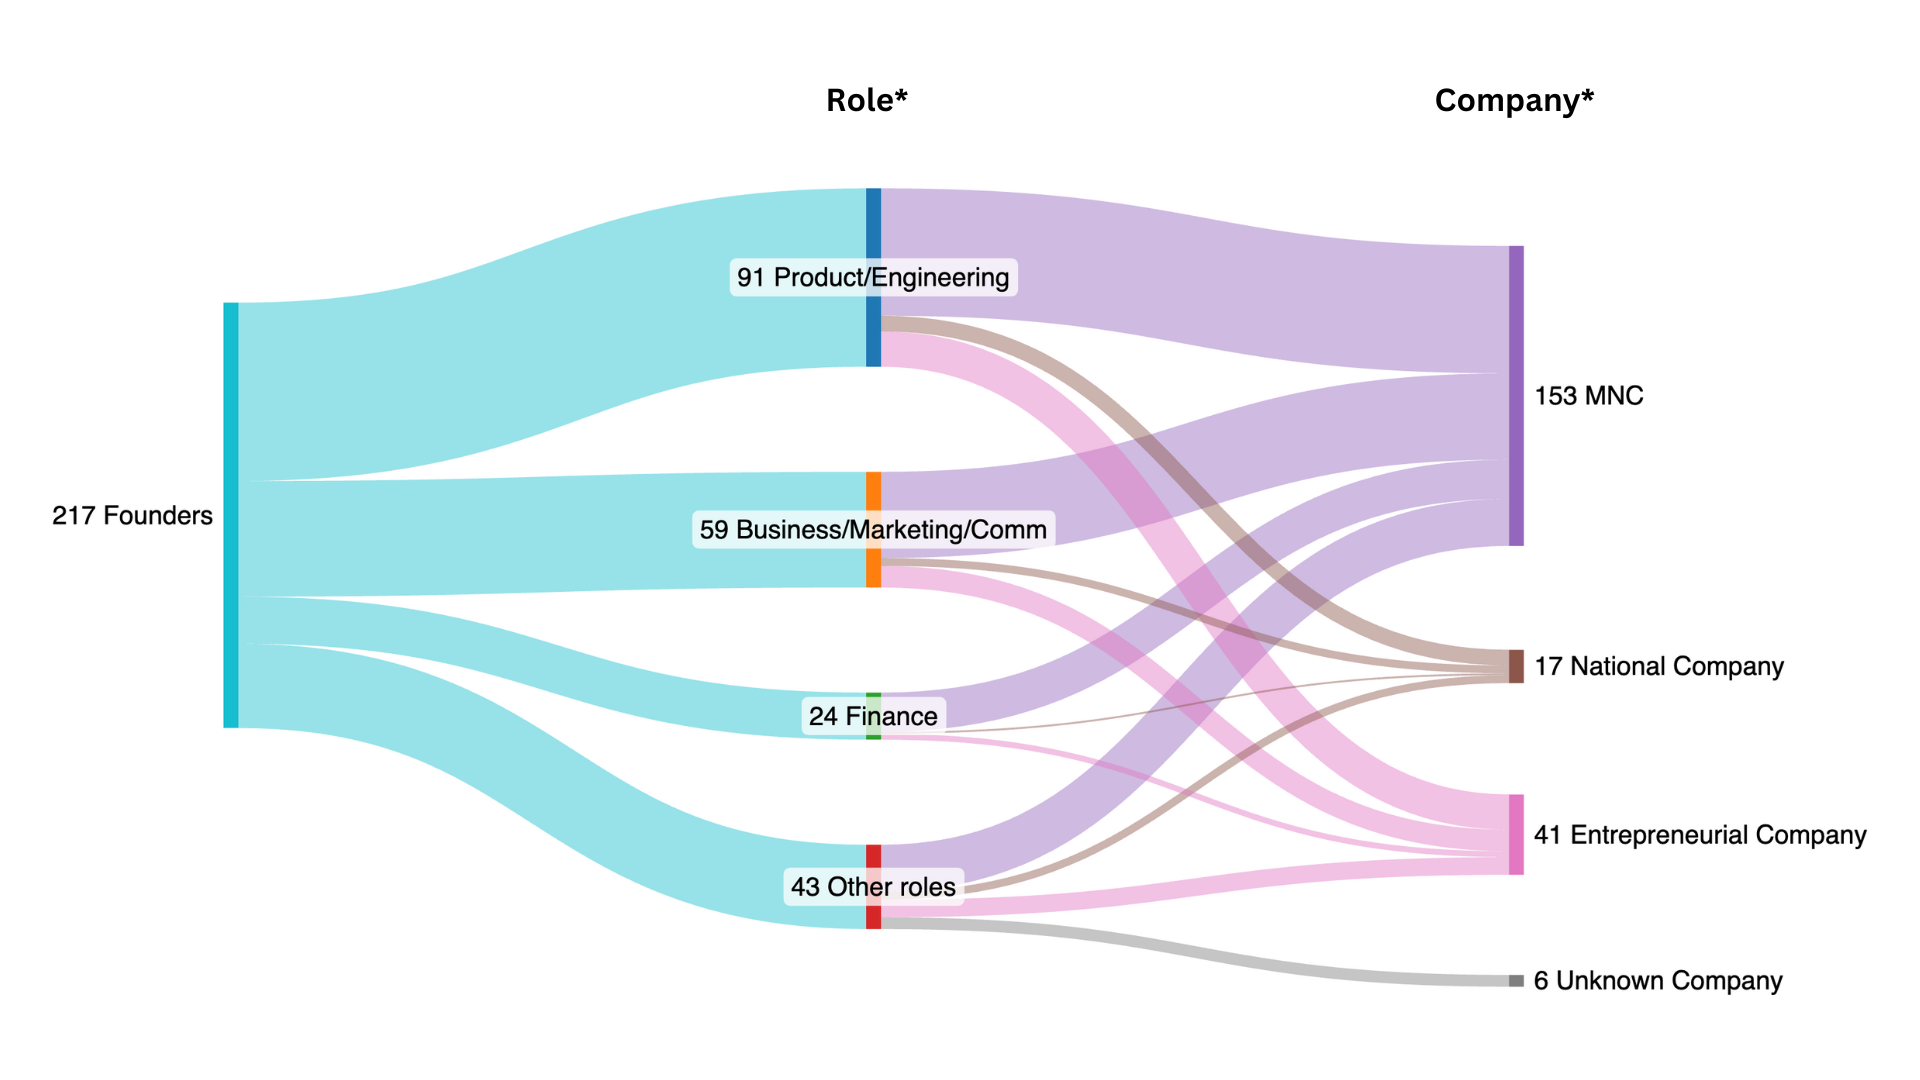 Role*
Company*
217 Founders
91 Product/Engineering
59 Business/Marketing/Comm
24 Finance
43 Other roles
153 MNC
17 National Company
41 Entrepreneurial Company
6 Unknown Company